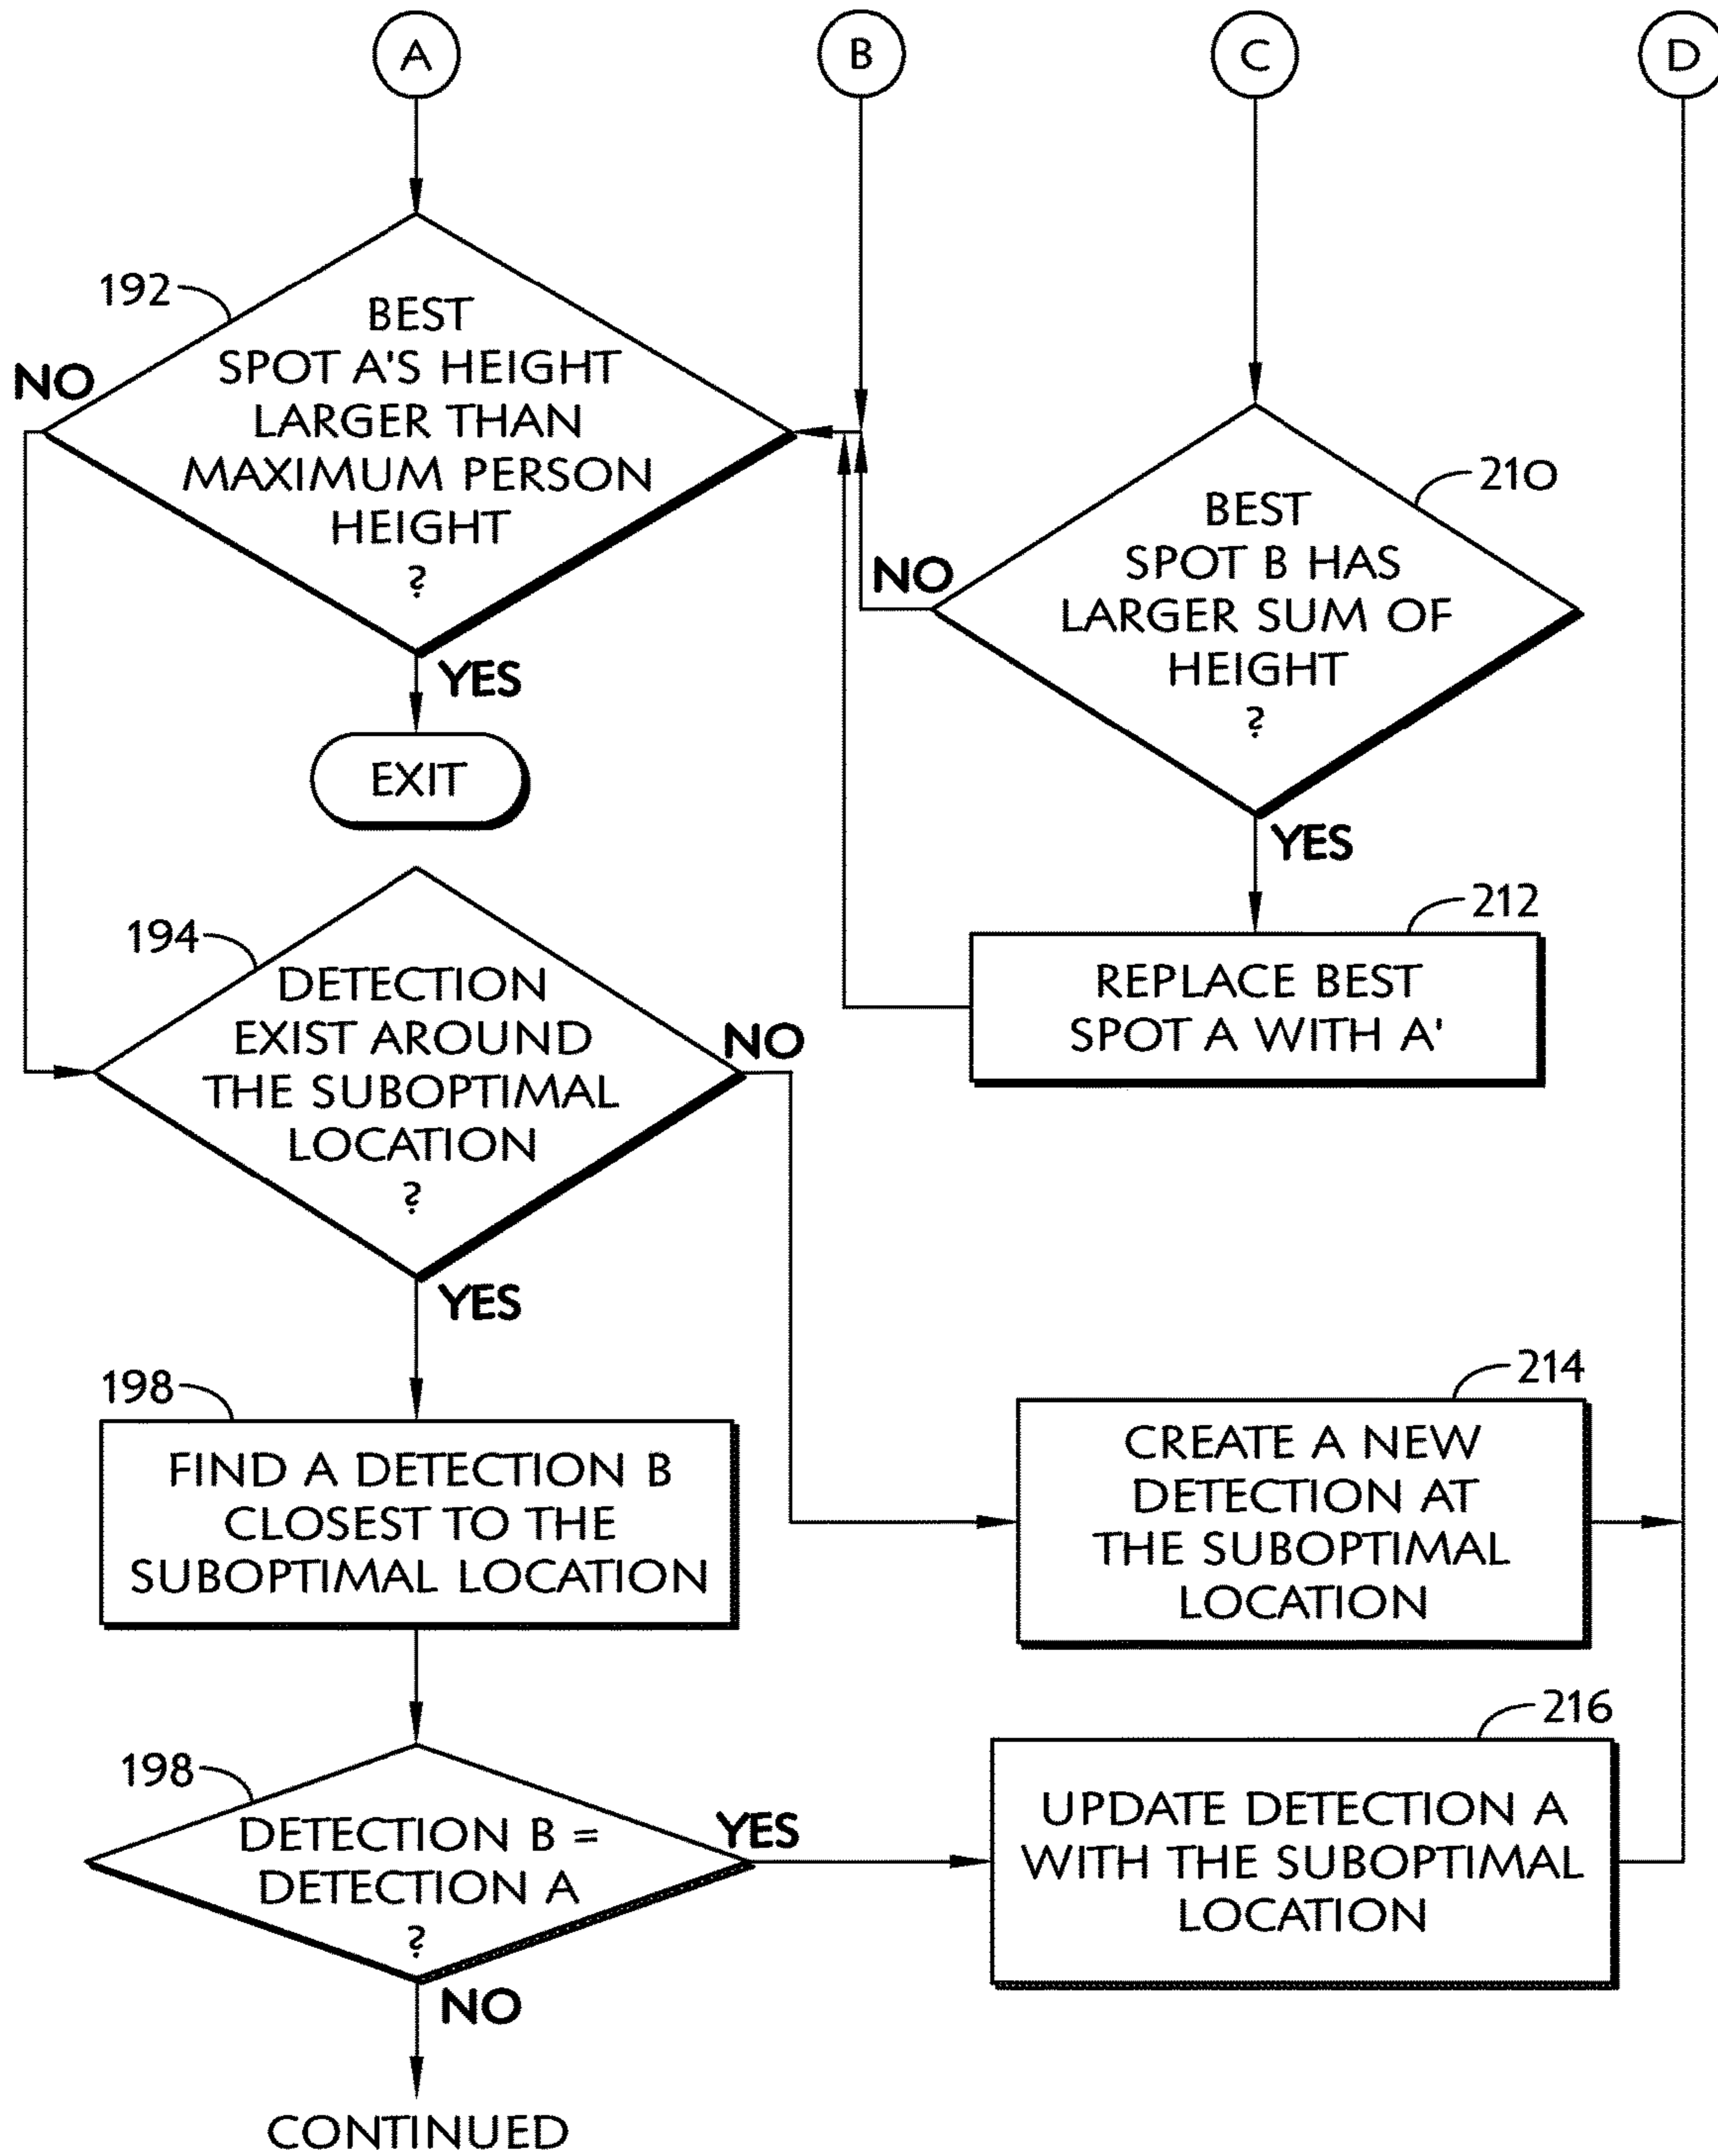 A
B
C
D
192
BEST
SPOT A'S HEIGHT
LARGER THAN
MAXIMUM PERSON
HEIGHT
?
NO
YES
EXIT
210
BEST
SPOT B HAS
LARGER SUM OF
HEIGHT
?
NO
YES
212
REPLACE BEST
SPOT A WITH A'
194
DETECTION
EXIST AROUND
THE SUBOPTIMAL
LOCATION
?
NO
YES
198
FIND A DETECTION B
CLOSEST TO THE
SUBOPTIMAL LOCATION
214
CREATE A NEW
DETECTION AT
THE SUBOPTIMAL
LOCATION
198
DETECTION B =
DETECTION A
?
YES
NO
216
UPDATE DETECTION A
WITH THE SUBOPTIMAL
LOCATION
CONTINUED